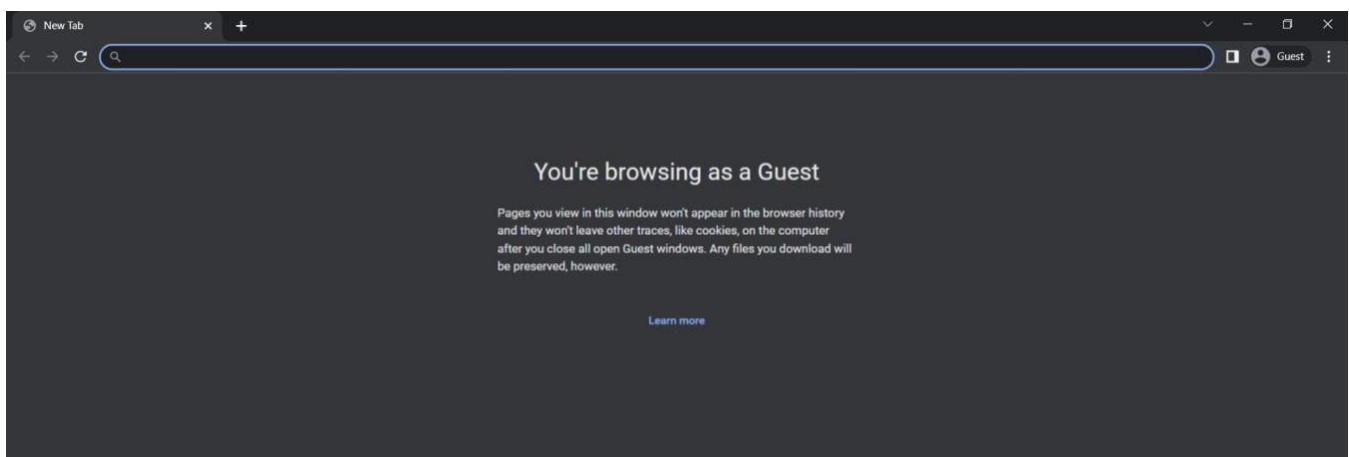 New Tab
Guest
You're browsing as a Guest
Pages you view in this window won't appear in the browser history
and they won't leave other traces, like cookies, on the computer
after you close all open Guest windows. Any files you download will
be preserved, however.
Learn more